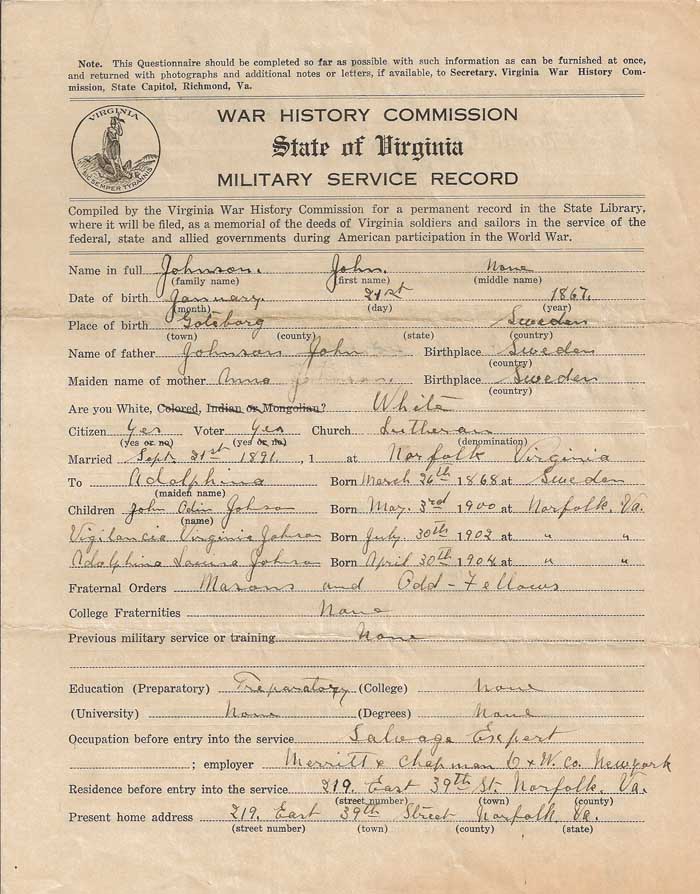 Note. This Questionnaire should be completed so far as possible with such information as can be furnished at once,
and returned with photographs and additional notes or letters, if available, to Secretary, Virginia War History Com-
mission, State Capitol, Richmond, Va.
VIRGINIA
SIC SEMPER TYRANNIS
WAR HISTORY COMMISSION
State of Virginia
MILITARY SERVICE RECORD
Compiled by the Virginia War History Commission for a permanent record in the State Library,
where it will be filed, as a memorial of the deeds of Virginia soldiers and sailors in the service of the
federal, state and allied governments during American participation in the World War.
Name in full Johnson. John. None
(family name) (first name) (middle name)
Date of birth January. 21st 1867.
(month) (day) (year)
Place of birth Goteborg Sweden
(town) (county) (state) (country)
Name of father Johnson John Birthplace Sweden
(country)
Maiden name of mother Anna Birthplace Sweden
(country)
Are you White, Colored, Indian or Mongolian? White
Citizen Yes Voter Yes Church Lutheran
(yes or no) (yes or no) (denomination)
Married Sept. 21st 1891. , 1 at Norfolk Virginia
To Adolphina Born March 26th 1868 at Sweden
(maiden name)
Children John Odin Johson Born May. 3rd 1900 at Norfolk. Va.
(name)
Vigilancia Virginia Johson Born July. 30th 1902 at " "
Adolphina Louisa Johson Born April 30th 1904 at " "
Fraternal Orders Masons and Odd-Fellows
College Fraternities None
Previous military service or training None
Education (Preparatory) Preparatory (College) None
(University) None (Degrees) None
Occupation before entry into the service Salvage Expert
; employer Merritt & Chapman D & W. Co. Newyork
Residence before entry into the service 219. East 39th St. Norfolk. Va.
(street number) (town) (county)
Present home address 219. East 39th Street Norfolk Va.
(street number) (town) (county) (state)